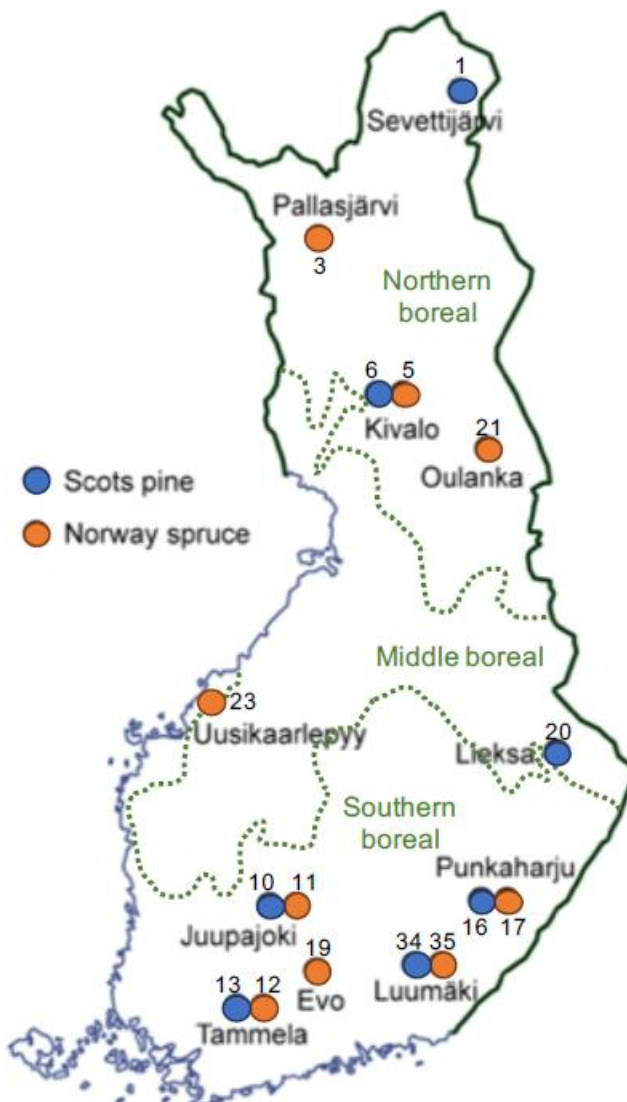 1
Sevettijärvi
Pallasjärvi
3
Northern
boreal
6 5
Kivalo
21
Oulanka
Scots pine
Norway spruce
Middle boreal
23
Uusikaarlepyy
20
Lieksa
Southern
boreal
Punkaharju
10 11
16 17
Juupajoki
34 35
19
Luumäki
Evo
13 12
Tammela